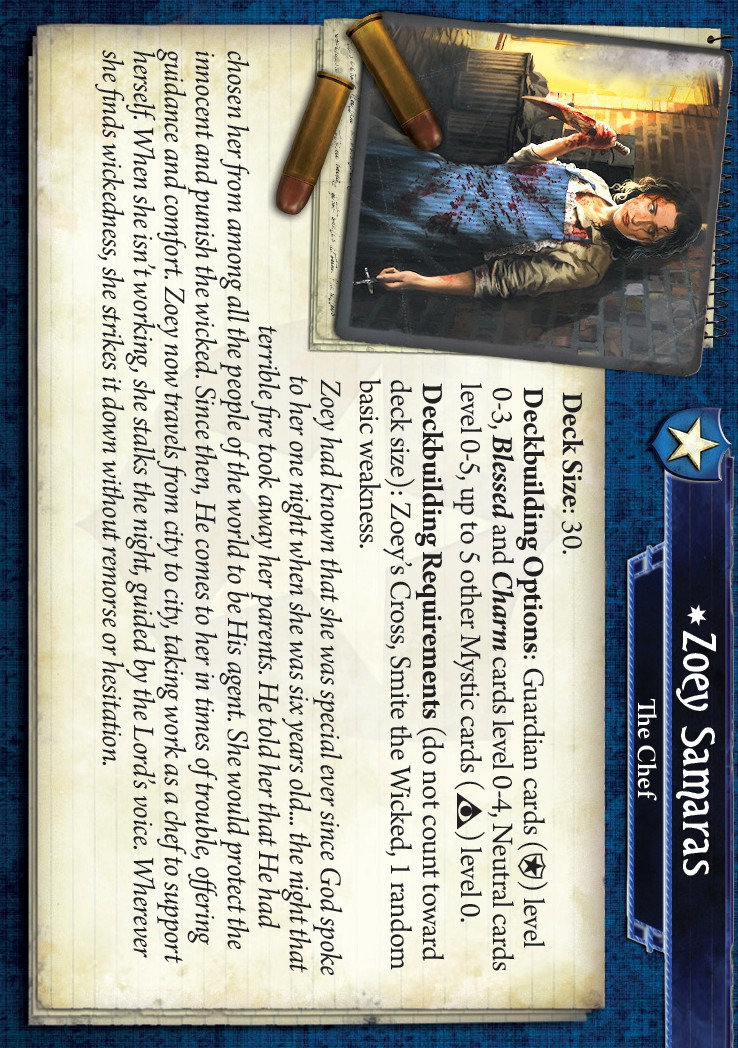 Zoey Samaras
The Chef
Deck Size: 30.
Deckbuilding Options: Guardian cards () level
0-3, Blessed and Charm cards level 0-4, Neutral cards
level 0-5, up to 5 other Mystic cards () level 0.
Deckbuilding Requirements (do not count toward
deck size): Zoey's Cross, Smite the Wicked, 1 random
basic weakness.
Zoey had known that she was special ever since God spoke
to her one night when she was six years old... the night that
terrible fire took away her parents. He told her that He had
chosen her from among all the people of the world to be His agent. She would protect the
innocent and punish the wicked. Since then, He comes to her in times of trouble, offering
guidance and comfort. Zoey now travels from city to city, taking work as a chef to support
herself. When she isn't working, she stalks the night, guided by the Lord's voice. Wherever
she finds wickedness, she strikes it down without remorse or hesitation.